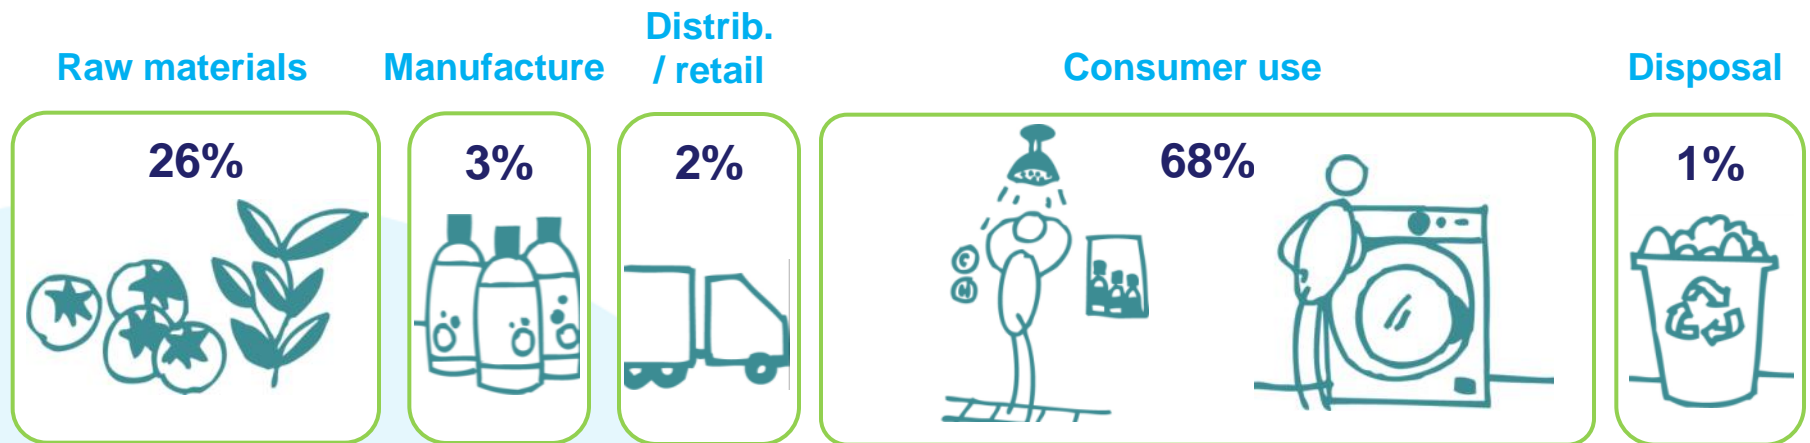 Raw materials
Manufacture
Distrib.
/ retail
Consumer use
Disposal
26%
3%
2%
68%
1%
C
H